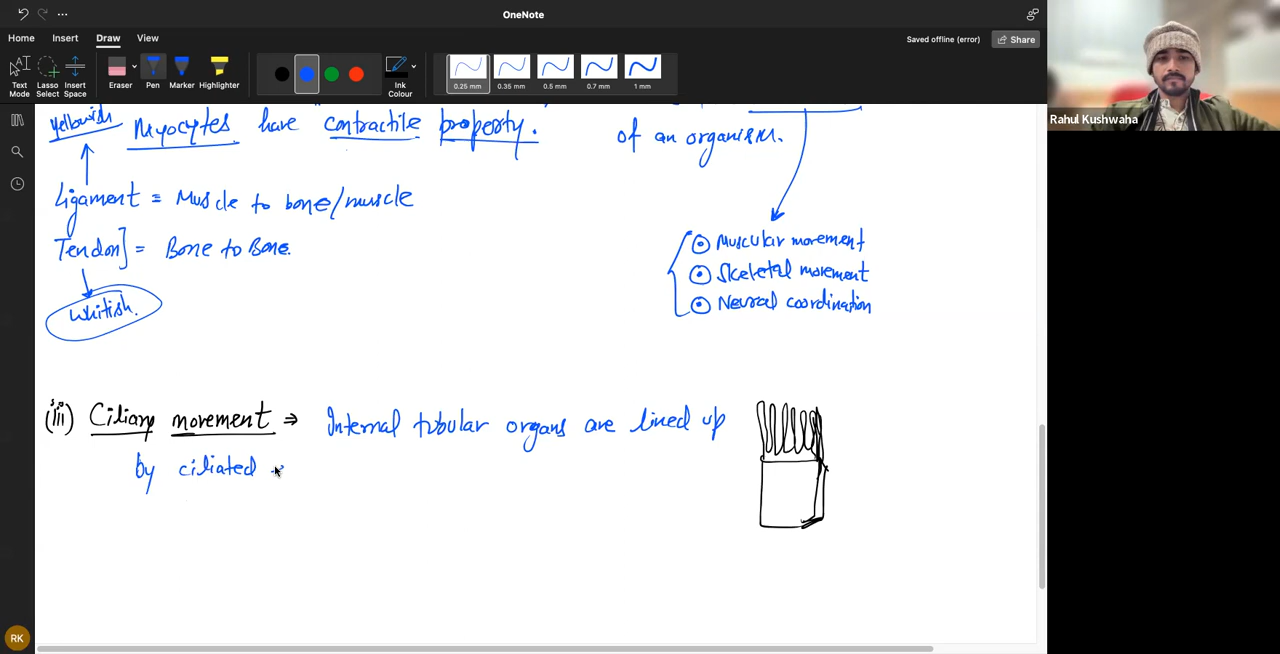 OneNote
Home Insert Draw View
Saved offline (error)
Share
Text Mode
Lasso Select
Insert Space
Eraser
Pen
Marker
Highlighter
Ink Colour
0.25 mm
0.35 mm
0.5 mm
0.7 mm
1 mm
Rahul Kushwaha
Yellowish Myocytes have contractile property.
of an organism.
Ligament = Muscle to bone/muscle
Tendon] = Bone to Bone.
Whitish.
Muscular movement
Skeletal movement
Neural coordination
(iii) Ciliary movement ⇒ Internal tubular organs are lined up
by ciliated
RK